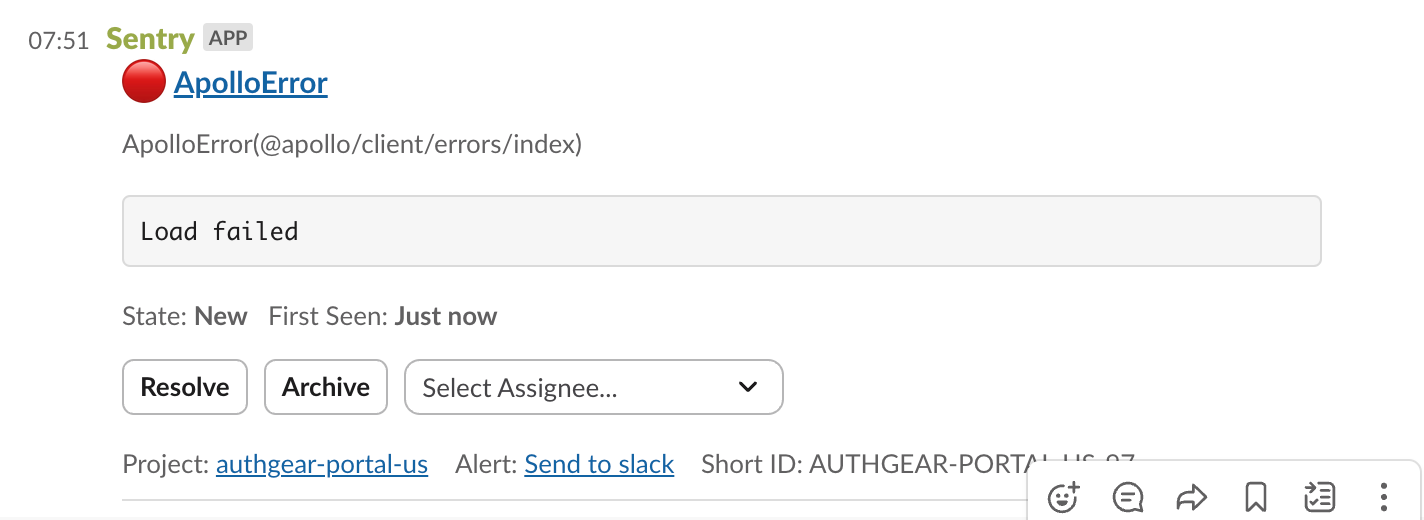 07:51 Sentry APP
ApolloError
ApolloError(@apollo/client/errors/index)
Load failed
State: New First Seen: Just now
Resolve Archive Select Assignee...
Project: authgear-portal-us Alert: Send to slack Short ID: AUTHGEAR-PORTAL-US-